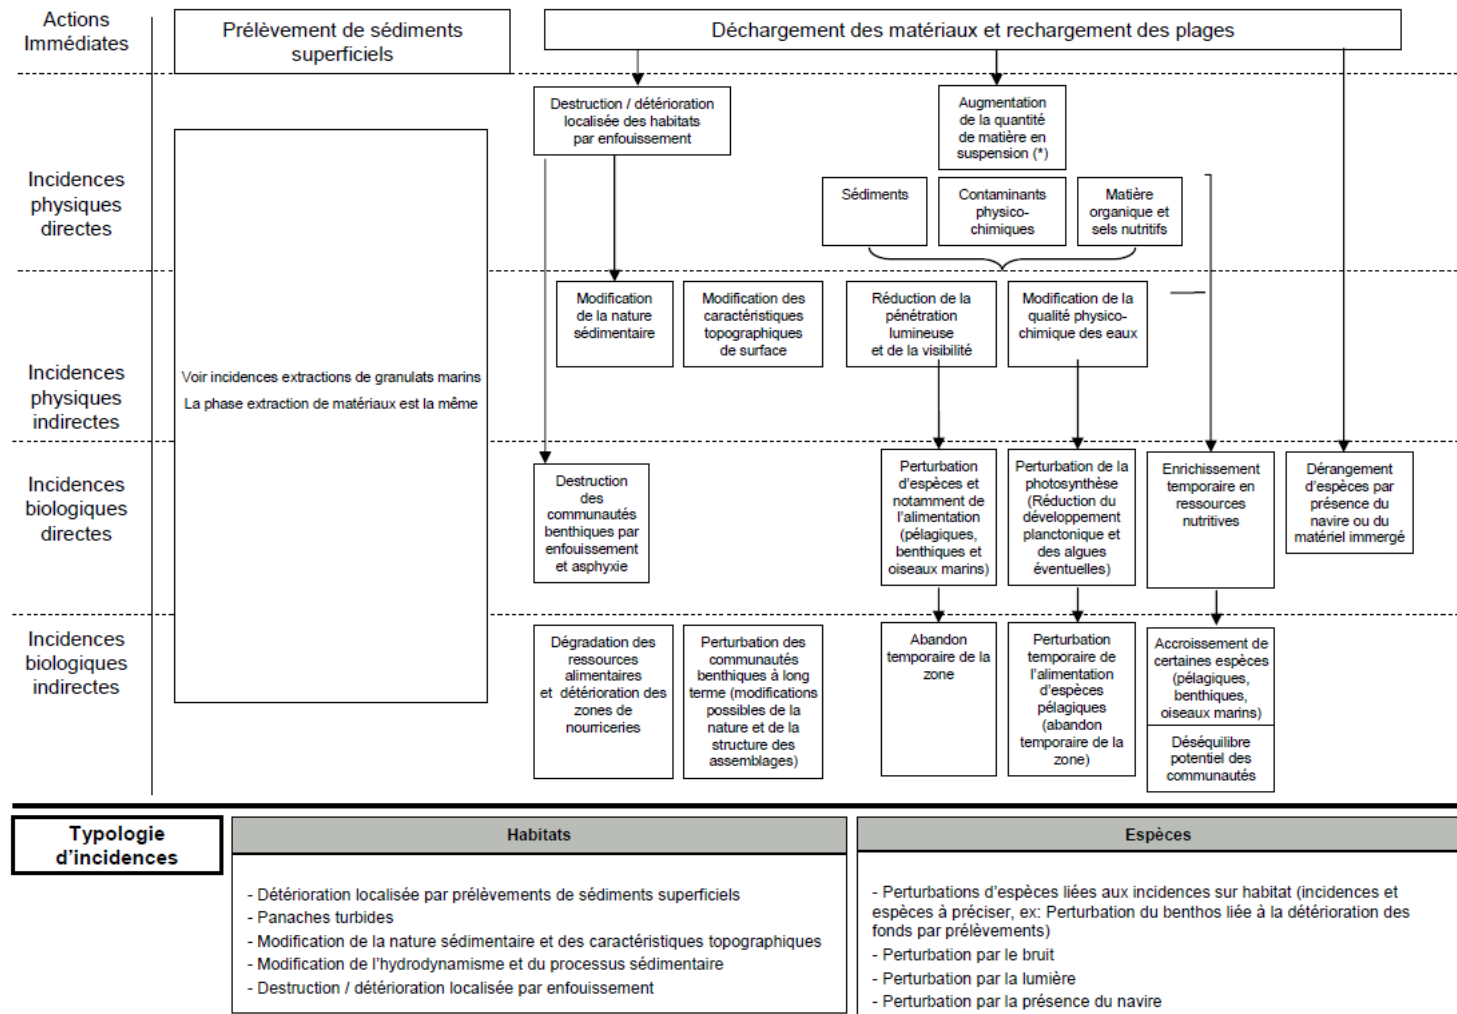 Actions
Immédiates
Prélèvement de sédiments
superficiels
Déchargement des matériaux et rechargement des plages
Incidences
physiques
directes
Destruction / détérioration
localisée des habitats
par enfouissement
Augmentation
de la quantité
de matière en
suspension (*)
Sédiments
Contaminants
physico-
chimiques
Matière
organique et
sels nutritifs
Incidences
physiques
indirectes
Voir incidences extractions de granulats marins
La phase extraction de matériaux est la même
Modification
de la nature
sédimentaire
Modification des
caractéristiques
topographiques
de surface
Réduction de la
pénétration
lumineuse
et de la visibilité
Modification de la
qualité physico-
chimique des eaux
Incidences
biologiques
directes
Destruction
des
communautés
benthiques par
enfouissement
et asphyxie
Perturbation
d'espèces et
notamment de
l'alimentation
(pélagiques,
benthiques et
oiseaux marins)
Perturbation de la
photosynthèse
(Réduction du
développement
planctonique et
des algues
éventuelles)
Enrichissement
temporaire en
ressources
nutritives
Dérangement
d'espèces par
présence du
navire ou du
matériel immergé
Incidences
biologiques
indirectes
Dégradation des
ressources
alimentaires
et détérioration des
zones de
nourriceries
Perturbation des
communautés
benthiques à long
terme (modifications
possibles de la
nature et de la
structure des
assemblages)
Abandon
temporaire de la
zone
Perturbation
temporaire de
l'alimentation
d'espèces
pélagiques
(abandon
temporaire de la
zone)
Accroissement de
certaines espèces
(pélagiques,
benthiques,
oiseaux marins)
Déséquilibre
potentiel des
communautés
Typologie
d'incidences
Habitats
- Détérioration localisée par prélèvements de sédiments superficiels
- Panaches turbides
- Modification de la nature sédimentaire et des caractéristiques topographiques
- Modification de l'hydrodynamisme et du processus sédimentaire
- Destruction / détérioration localisée par enfouissement
Espèces
- Perturbations d'espèces liées aux incidences sur habitat (incidences et
espèces à préciser, ex: Perturbation du benthos liée à la détérioration des
fonds par prélèvements)
- Perturbation par le bruit
- Perturbation par la lumière
- Perturbation par la présence du navire